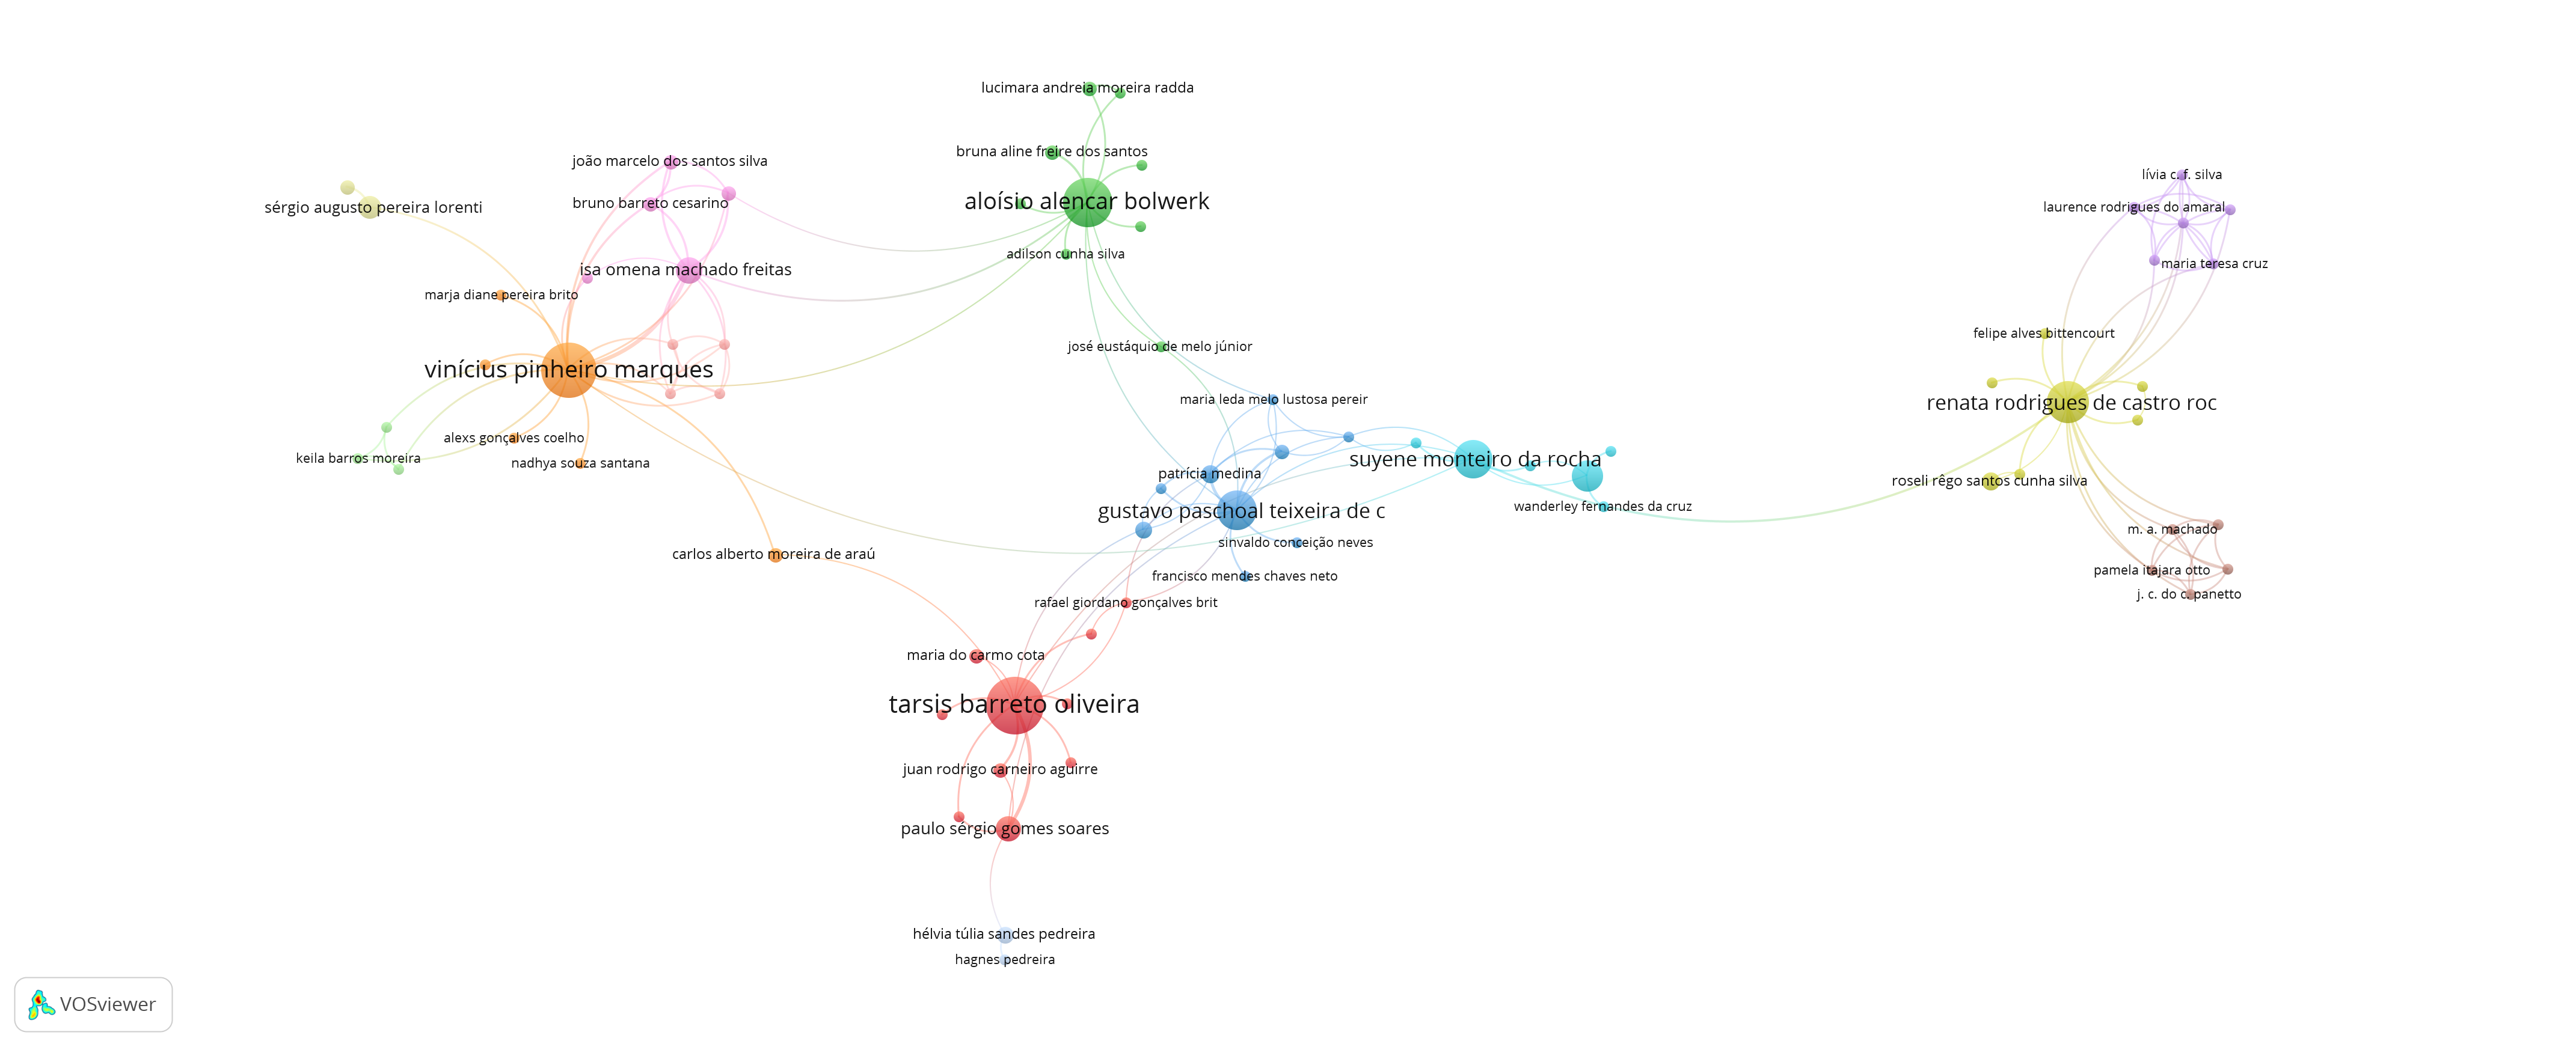 lucimara andreia moreira radda
bruna aline freire dos santos
joão marcelo dos santos silva
lívia c. f. silva
bruno barreto cesarino
aloísio alencar bolwerk
sérgio augusto pereira lorenti
laurence rodrigues do amaral
adilson cunha silva
maria teresa cruz
isa omena machado freitas
marja diane pereira brito
felipe alves bittencourt
josé eustáquio de melo júnior
vinícius pinheiro marques
maria leda melo lustosa pereir
renata rodrigues de castro roc
alexs gonçalves coelho
keila barros moreira
nadhya souza santana
suyene monteiro da rocha
patrícia medina
roseli rêgo santos cunha silva
wanderley fernandes da cruz
gustavo paschoal teixeira de c
m. a. machado
sinvaldo conceição neves
carlos alberto moreira de araú
pamela itajara otto
francisco mendes chaves neto
j. c. do c. panetto
rafael giordano gonçalves brit
maria do carmo cota
tarsis barreto oliveira
juan rodrigo carneiro aguirre
paulo sérgio gomes soares
hélvia túlia sandes pedreira
hagnes pedreira
VOSviewer